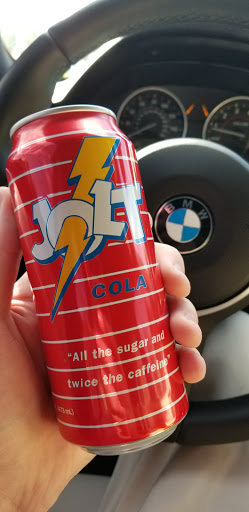 BMW
JOLT
COLA
"All the sugar and
twice the caffeine"